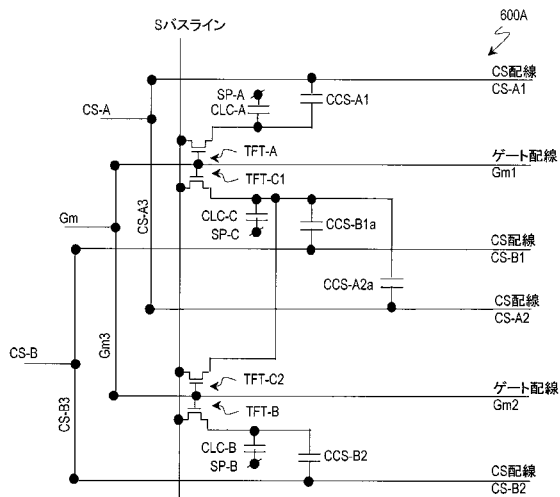 600A
Sバスライン
CS配線
CS-A1
SP-A
CLC-A
CCS-A1
CS-A
TFT-A
ゲート配線
Gm1
TFT-C1
CS-A3
CLC-C
SP-C
CCS-B1a
Gm
CS配線
CS-B1
CCS-A2a
CS配線
CS-A2
Gm3
CS-B
TFT-C2
ゲート配線
Gm2
TFT-B
CS-B3
CLC-B
SP-B
CCS-B2
CS配線
CS-B2